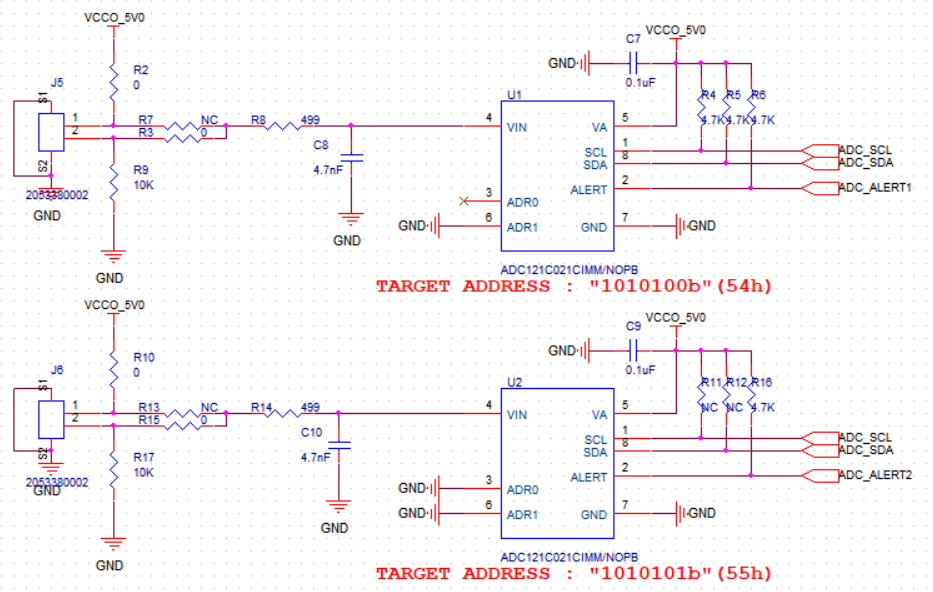 VCCO_5V0
R2
0
J5
S1
1
2
S2
2053380002
GND
R7
NC
R3
0
R9
10K
GND
R8
499
C8
4.7nF
GND
C7
GND
0.1uF
VCCO_5V0
R4
R5
R6
4.7K
4.7K
4.7K
U1
4
VIN
VA
5
SCL
1
SDA
8
ALERT
2
3
ADR0
GND
6
ADR1
GND
7
GND
ADC_SCL
ADC_SDA
ADC_ALERT1
ADC121C021CIMM/NOPB
TARGET ADDRESS : "1010100b"(54h)
VCCO_5V0
R10
0
J6
S1
1
2
S2
2053380002
GND
R13
NC
R15
0
R17
10K
GND
R14
499
C10
4.7nF
GND
C9
GND
0.1uF
VCCO_5V0
R11
R12
R16
NC
NC
4.7K
U2
4
VIN
VA
5
SCL
1
SDA
8
ALERT
2
GND
3
ADR0
GND
6
ADR1
GND
7
GND
ADC_SCL
ADC_SDA
ADC_ALERT2
ADC121C021CIMM/NOPB
TARGET ADDRESS : "1010101b"(55h)